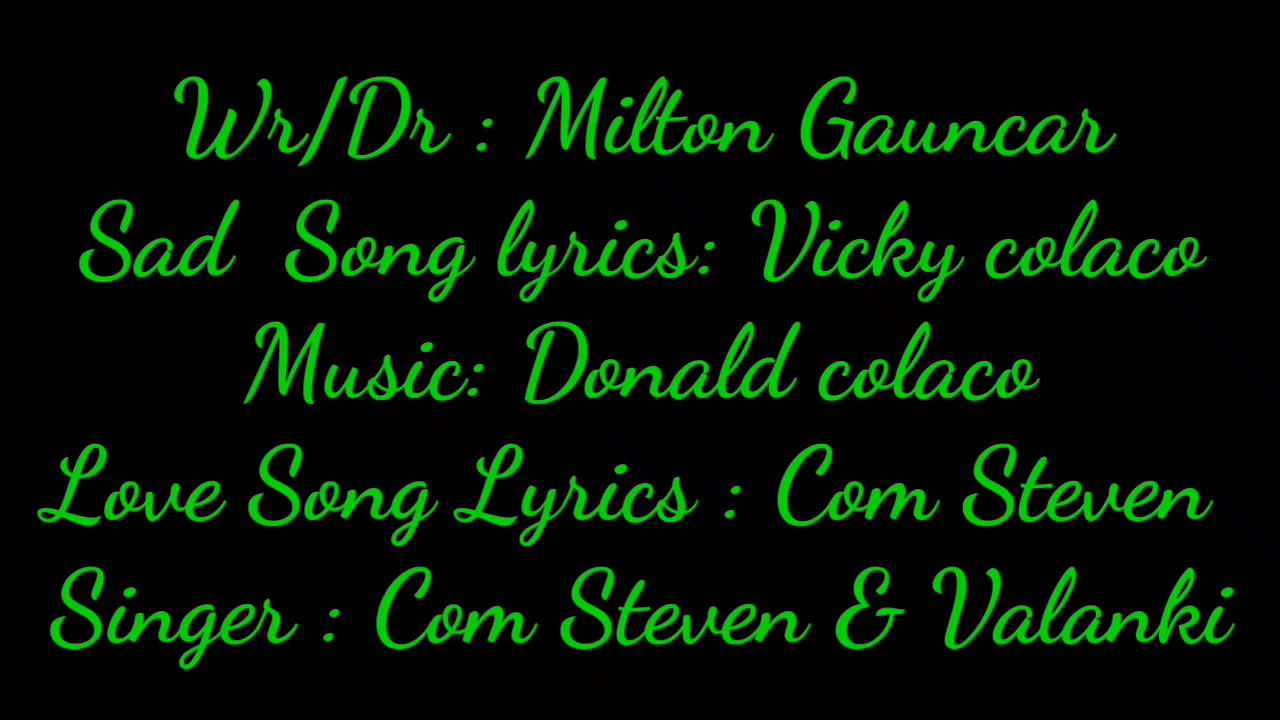 Wr/Dr : Milton Gauncar
Sad Song lyrics: Vicky colaco
Music: Donald colaco
Love Song Lyrics : Com Steven
Singer : Com Steven & Valanki